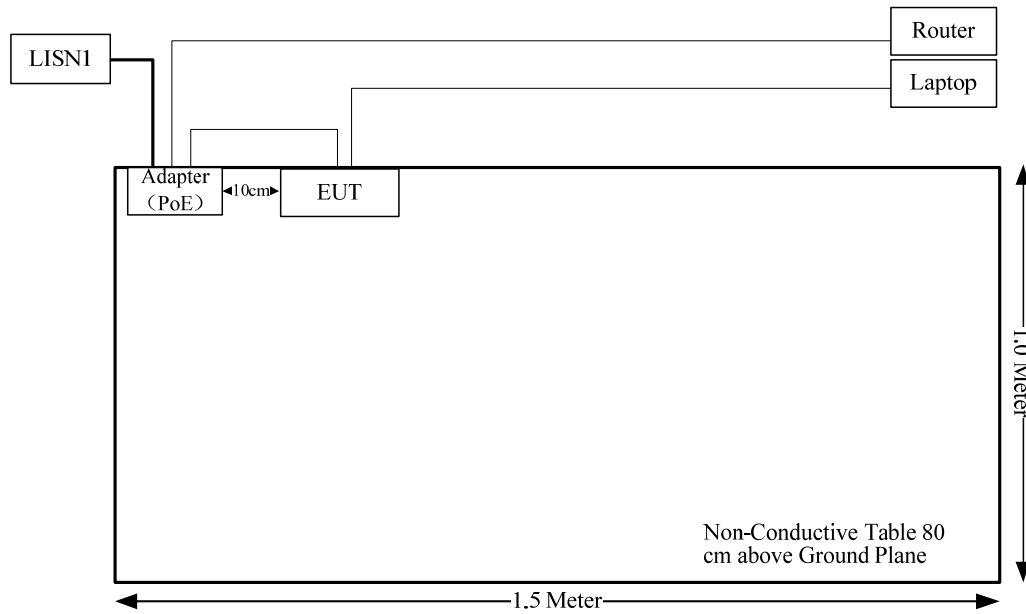 Router
LISN1
Laptop
Adapter
（PoE）
10cm
EUT
1.0 Meter
Non-Conductive Table 80
cm above Ground Plane
1.5 Meter